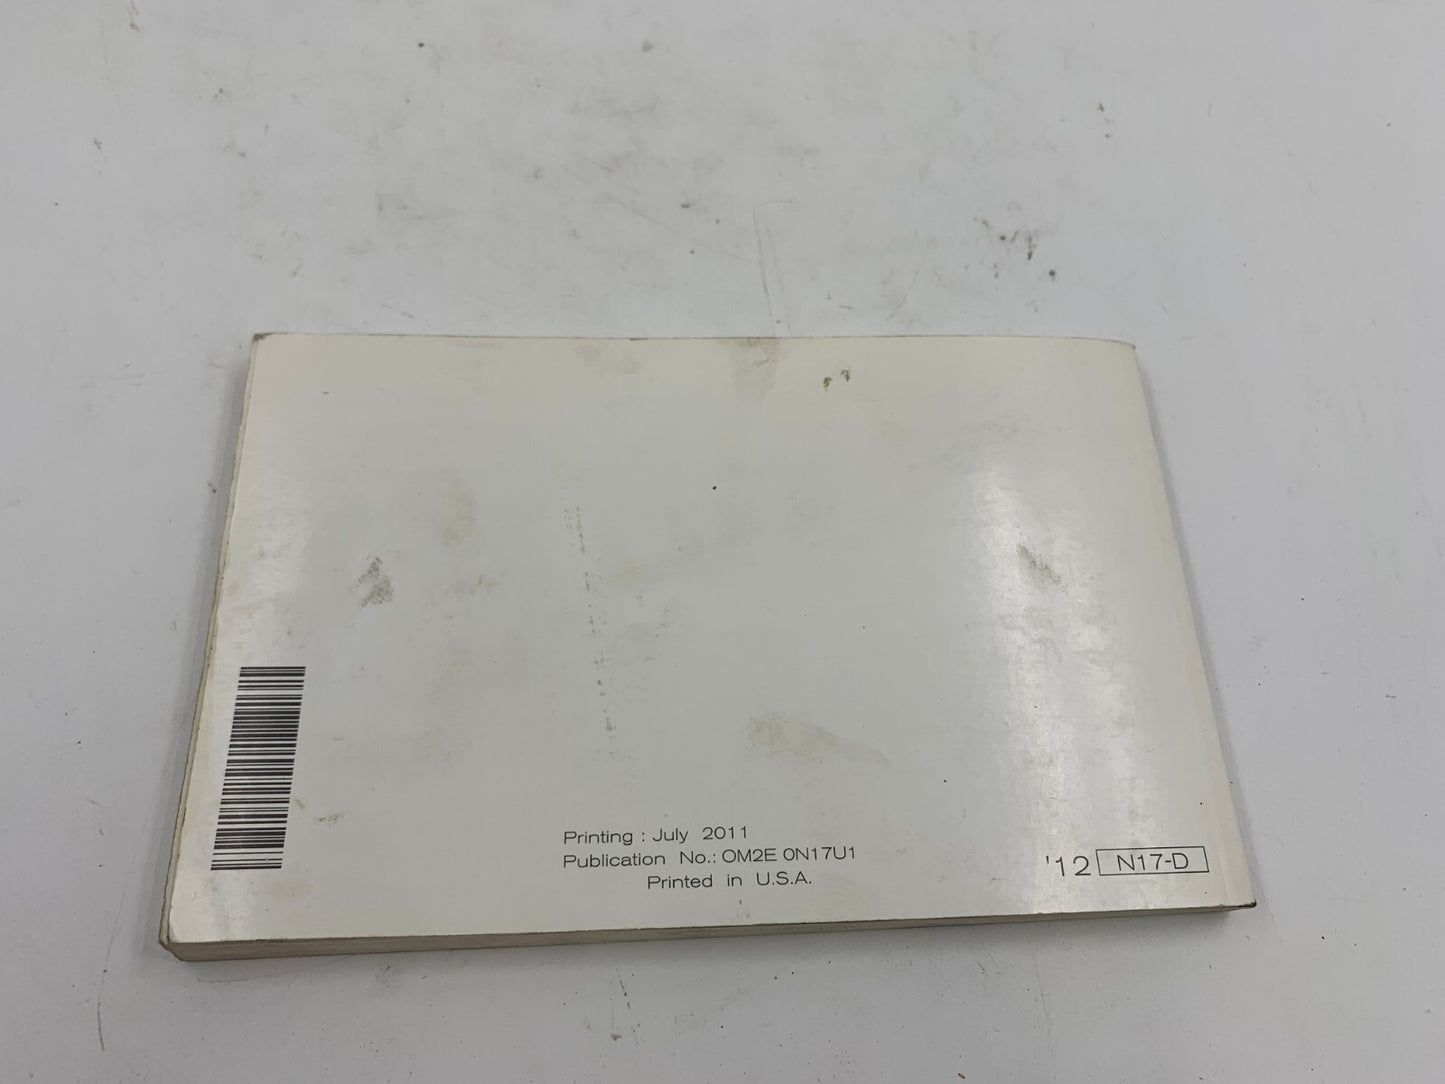 Printing : July 2011
Publication No.: OM2E 0N17U1
Printed in U.S.A.
'12 N17-D